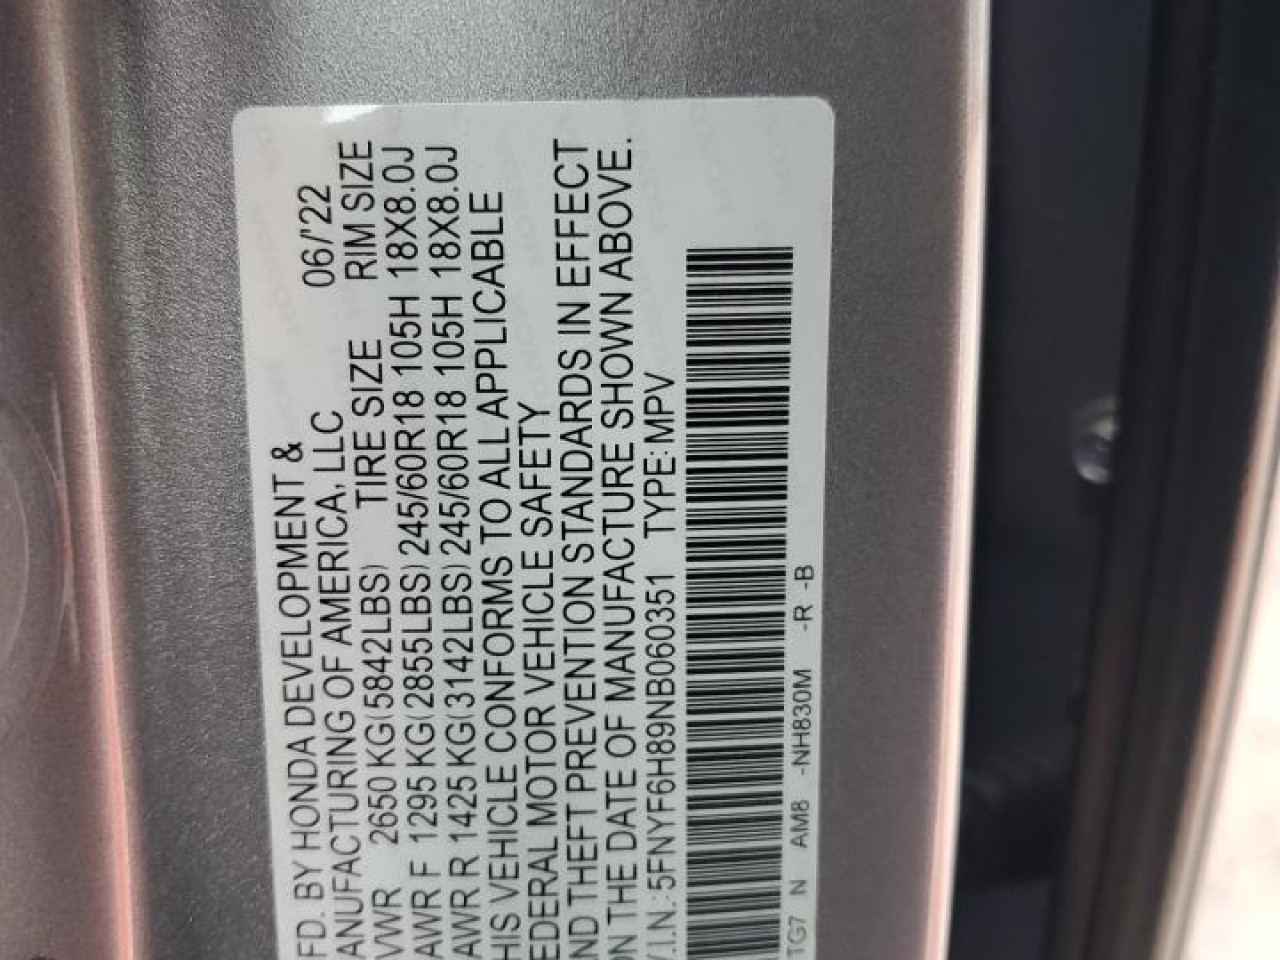 FD. BY HONDA DEVELOPMENT &
ANUFACTURING OF AMERICA, LLC 06/'22
VWR 2650 KG(5842LBS) TIRE SIZE RIM SIZE
AWR F 1295 KG(2855LBS) 245/60R18 105H 18X8.0J
AWR R 1425 KG(3142LBS) 245/60R18 105H 18X8.0J
HIS VEHICLE CONFORMS TO ALL APPLICABLE
EDERAL MOTOR VEHICLE SAFETY
AND THEFT PREVENTION STANDARDS IN EFFECT
ON THE DATE OF MANUFACTURE SHOWN ABOVE.
V.I.N.:5FNYF6H89NB060351 TYPE:MPV
TG7 N AM8 -NH830M -R -B